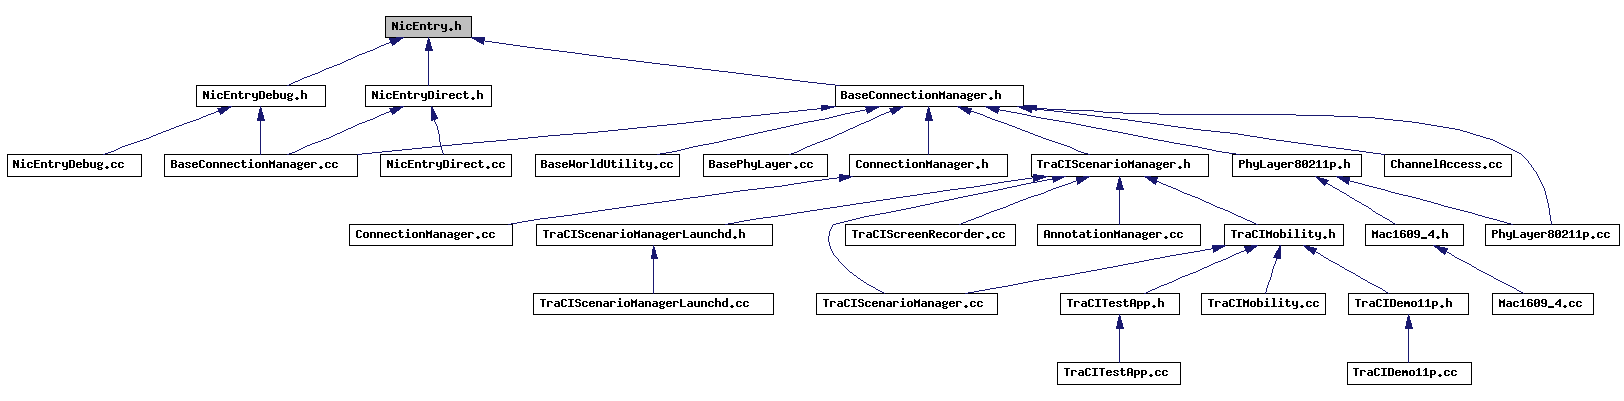 NicEntry.h
NicEntryDebug.h
NicEntryDirect.h
BaseConnectionManager.h
NicEntryDebug.cc
BaseConnectionManager.cc
NicEntryDirect.cc
BaseWorldUtility.cc
BasePhyLayer.cc
ConnectionManager.h
TraCIScenarioManager.h
PhyLayer80211p.h
ChannelAccess.cc
ConnectionManager.cc
TraCIScenarioManagerLaunchd.h
TraCIScreenRecorder.cc
AnnotationManager.cc
TraCIMobility.h
Mac1609_4.h
PhyLayer80211p.cc
TraCIScenarioManagerLaunchd.cc
TraCIScenarioManager.cc
TraCITestApp.h
TraCIMobility.cc
TraCIDemo11p.h
Mac1609_4.cc
TraCITestApp.cc
TraCIDemo11p.cc